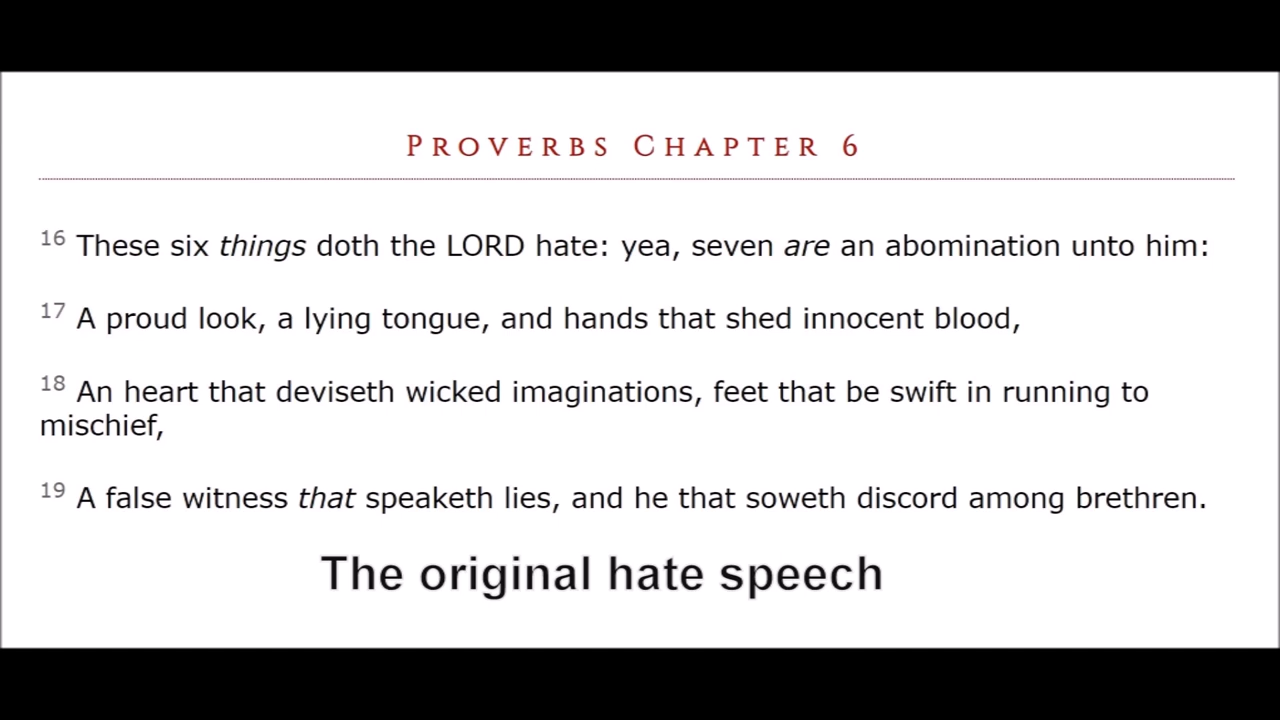 PROVERBS CHAPTER 6
16 These six things doth the LORD hate: yea, seven are an abomination unto him:
17 A proud look, a lying tongue, and hands that shed innocent blood,
18 An heart that deviseth wicked imaginations, feet that be swift in running to
mischief,
19 A false witness that speaketh lies, and he that soweth discord among brethren.
The original hate speech